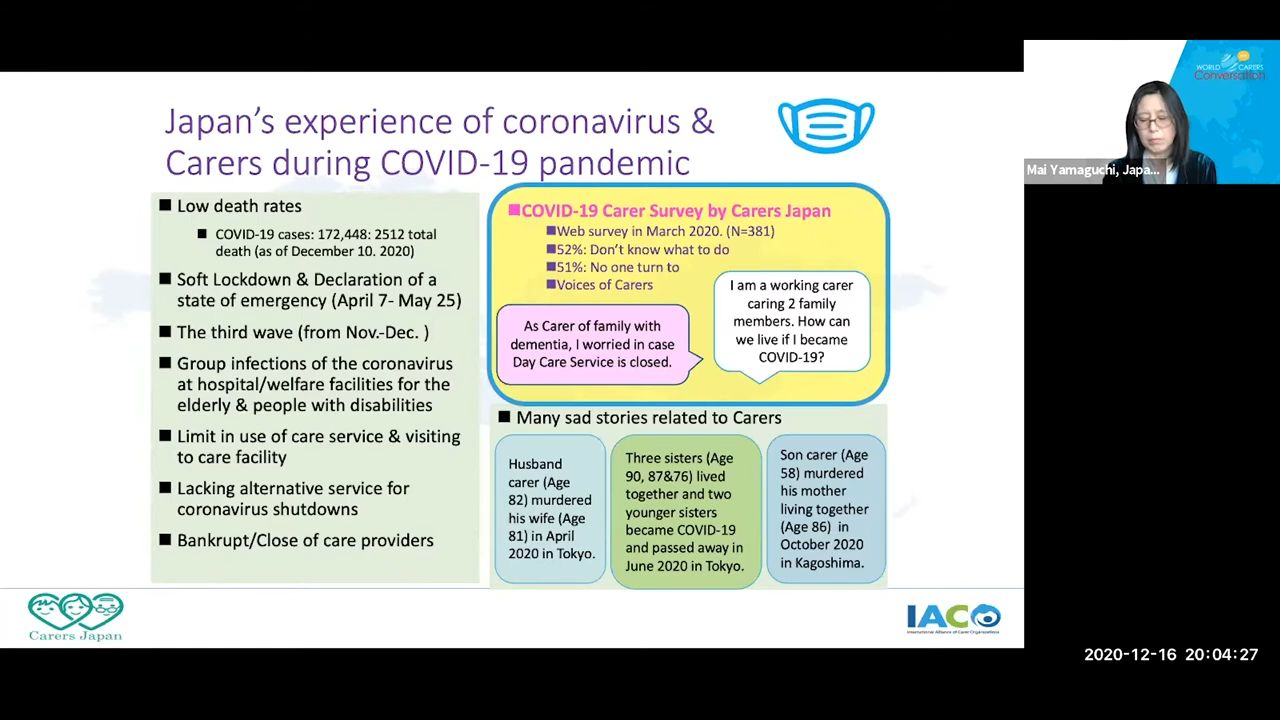 Japan's experience of coronavirus &
Carers during COVID-19 pandemic
WORLD CARERS
Conversation
Mai Yamaguchi, Japa...
Low death rates
COVID-19 cases: 172,448: 2512 total
death (as of December 10. 2020)
Soft Lockdown & Declaration of a
state of emergency (April 7- May 25)
The third wave (from Nov.-Dec. )
Group infections of the coronavirus
at hospital/welfare facilities for the
elderly & people with disabilities
Limit in use of care service & visiting
to care facility
Lacking alternative service for
coronavirus shutdowns
Bankrupt/Close of care providers
COVID-19 Carer Survey by Carers Japan
Web survey in March 2020. (N=381)
52%: Don't know what to do
51%: No one turn to
Voices of Carers
As Carer of family with
dementia, I worried in case
Day Care Service is closed.
I am a working carer
caring 2 family
members. How can
we live if I became
COVID-19?
Many sad stories related to Carers
Husband
carer (Age
82) murdered
his wife (Age
81) in April
2020 in Tokyo.
Three sisters (Age
90, 87&76) lived
together and two
younger sisters
became COVID-19
and passed away in
June 2020 in Tokyo.
Son carer (Age
58) murdered
his mother
living together
(Age 86) in
October 2020
in Kagoshima.
Carers Japan
IACO
International Alliance of Carer Organizations
2020-12-16 20:04:27